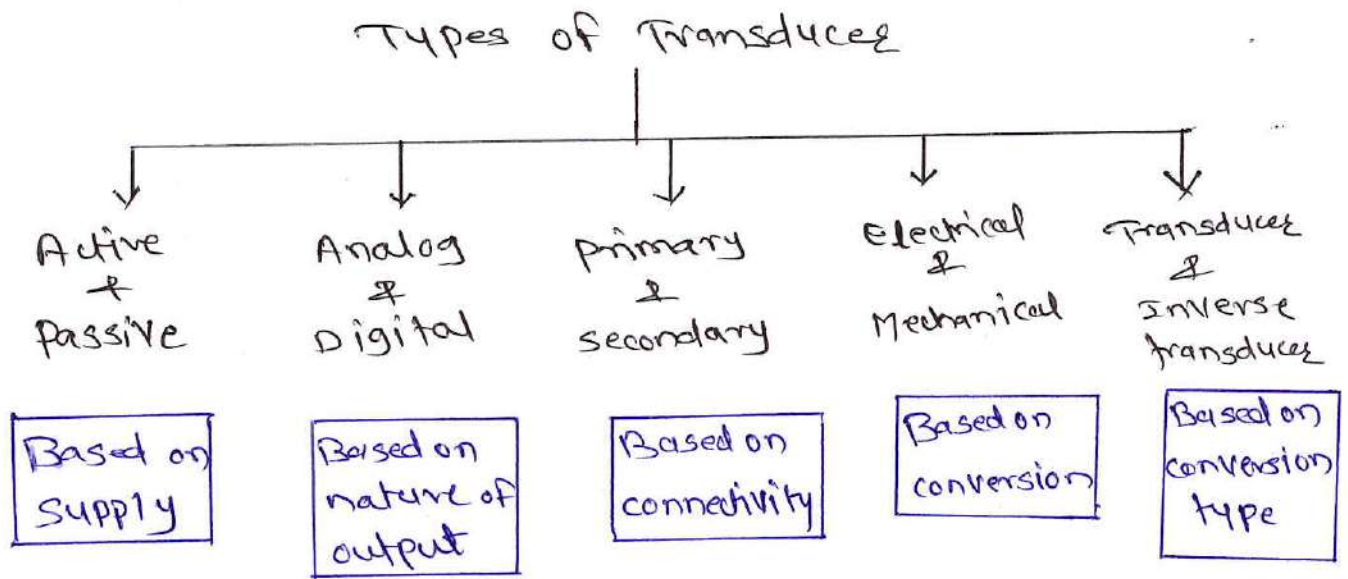 Types of Transducer
Active
&
Passive
Based on
supply
Analog
&
Digital
Based on
nature of
output
primary
&
secondary
Based on
connectivity
Electrical
&
Mechanical
Based on
conversion
Transducer
&
Inverse
transducer
Based on
conversion
type